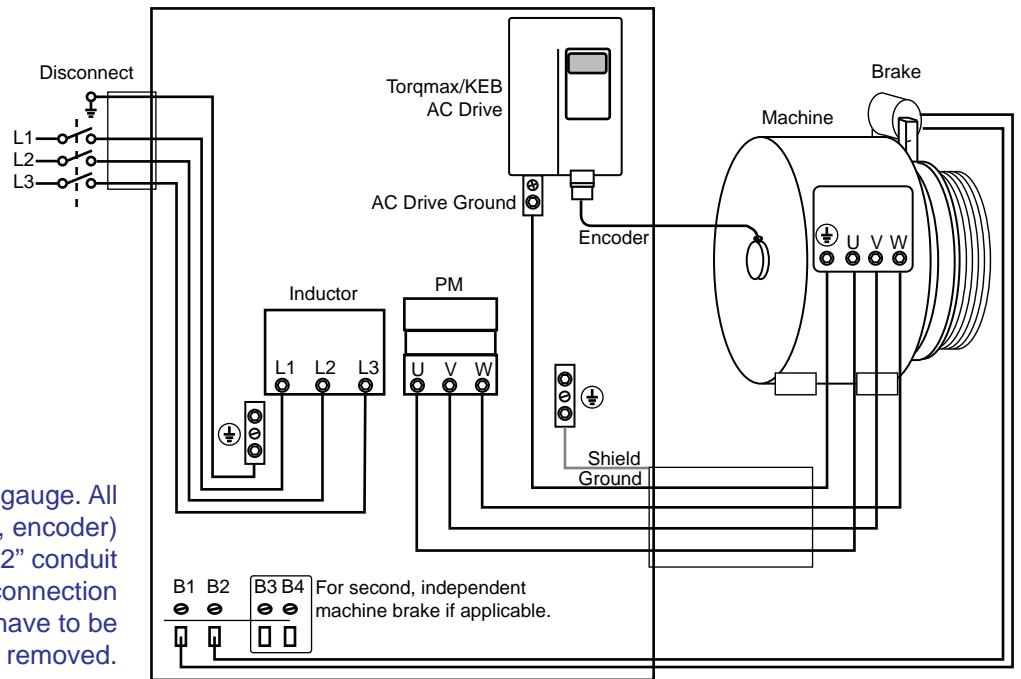 Disconnect
L1
L2
L3
Torqmax/KEB
AC Drive
AC Drive Ground
Encoder
Machine
Brake
U V W
Inductor
L1 L2 L3
PM
U V W
Shield
Ground
gauge. All
, encoder)
2” conduit
connection
have to be
removed.
B1 B2 B3 B4
For second, independent
machine brake if applicable.